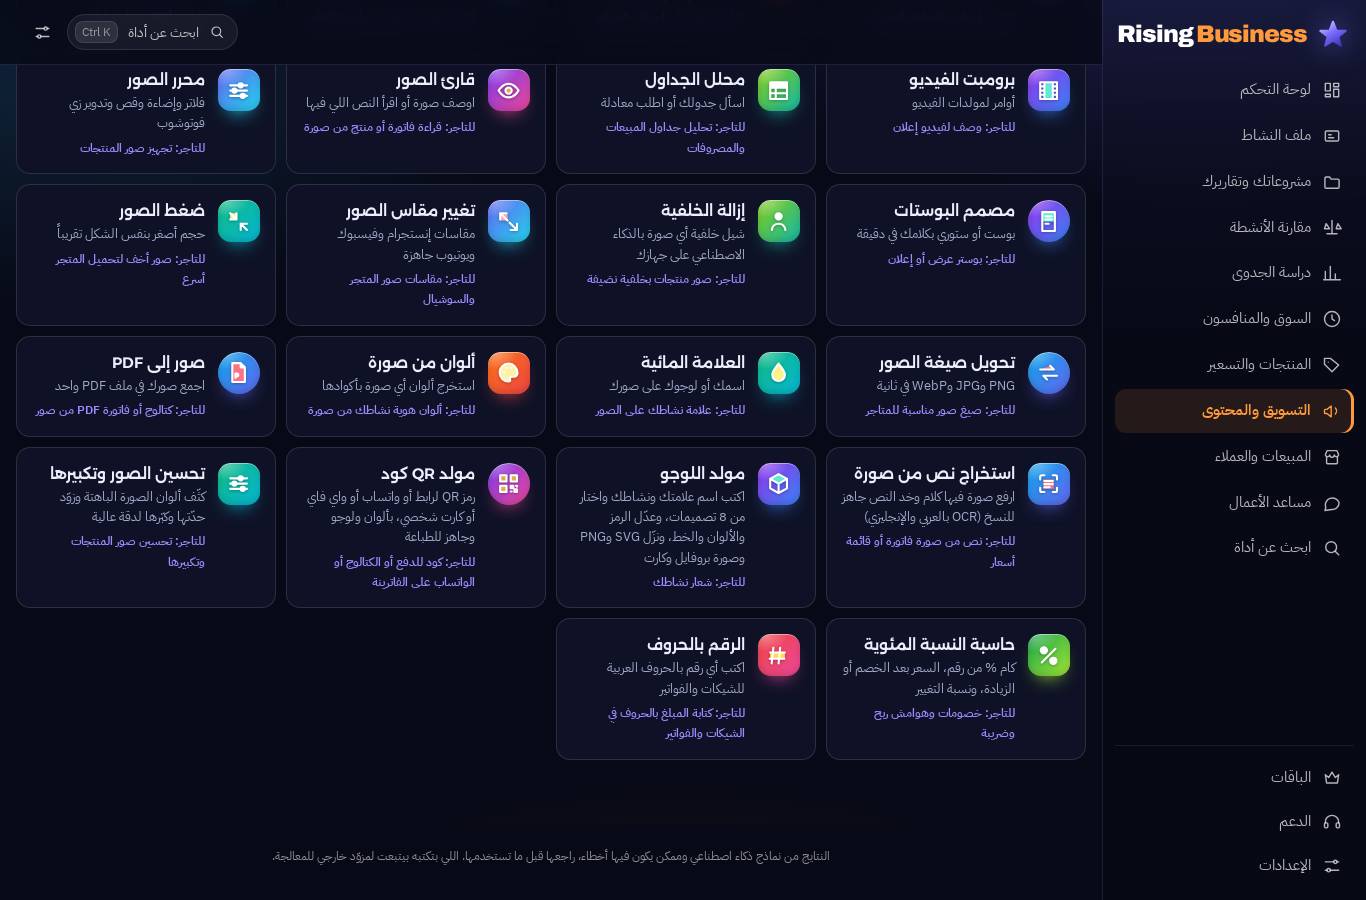 Rising Business
ابحث عن أداة
Ctrl K
لوحة التحكم
ملف النشاط
مشروعاتك وتقاريرك
مقارنة الأنشطة
دراسة الجدوى
السوق والمنافسون
المنتجات والتسعير
التسويق والمحتوى
المبيعات والعملاء
مساعد الأعمال
ابحث عن أداة
الباقات
الدعم
الإعدادات
برومبت الفيديو
أوامر لمولدات الفيديو
للتاجر: وصف لفيديو إعلان
محلل الجداول
اسأل جدولك أو اطلب معادلة
للتاجر: تحليل جداول المبيعات
والمصروفات
قارئ الصور
اوصف صورة أو اقرأ النص اللي فيها
للتاجر: قراءة فاتورة أو منتج من صورة
محرر الصور
فلاتر وإضاءة وقص وتدوير زي
فوتوشوب
للتاجر: تجهيز صور المنتجات
مصمم البوستات
بوست أو ستوري بكلامك في دقيقة
للتاجر: بوستر عرض أو إعلان
إزالة الخلفية
شيل خلفية أي صورة بالذكاء
الاصطناعي على جهازك
للتاجر: صور منتجات بخلفية نضيفة
تغيير مقاس الصور
مقاسات إنستجرام وفيسبوك
ويوتيوب جاهزة
للتاجر: مقاسات صور المتجر
والسوشيال
ضغط الصور
حجم أصغر بنفس الشكل تقريباً
للتاجر: صور أخف لتحميل المتجر
أسرع
تحويل صيغة الصور
PNG وJPG وWebP في ثانية
للتاجر: صيغ صور مناسبة للمتاجر
العلامة المائية
اسمك أو لوجوك على صورك
للتاجر: علامة نشاطك على الصور
ألوان من صورة
استخرج ألوان أي صورة بأكوادها
للتاجر: ألوان هوية نشاطك من صورة
صور إلى PDF
اجمع صورك في ملف PDF واحد
للتاجر: كتالوج أو فاتورة PDF من صور
استخراج نص من صورة
ارفع صورة فيها كلام وخد النص جاهز
للنسخ (OCR بالعربي والإنجليزي)
للتاجر: نص من صورة فاتورة أو قائمة
أسعار
مولد اللوجو
اكتب اسم علامتك ونشاطك واختار
من 8 تصميمات، وعدّل الرمز
والألوان والخط، ونزّل SVG وPNG
وصورة بروفايل وكارت
للتاجر: شعار نشاطك
مولد QR كود
رمز QR لرابط أو واتساب أو واي فاي
أو كارت شخصي، بألوان ولوجو
وجاهز للطباعة
للتاجر: كود للدفع أو الكتالوج أو
الواتساب على الفاترينة
تحسين الصور وتكبيرها
كثّف ألوان الصورة الباهتة وزوّد
حدّتها وكبّرها لدقة عالية
للتاجر: تحسين صور المنتجات
وتكبيرها
حاسبة النسبة المئوية
كام % من رقم، السعر بعد الخصم أو
الزيادة، ونسبة التغيير
للتاجر: خصومات وهوامش ربح
وضريبة
الرقم بالحروف
اكتب أي رقم بالحروف العربية
للشيكات والفواتير
للتاجر: كتابة المبلغ بالحروف في
الشيكات والفواتير
النتايج من نماذج ذكاء اصطناعي وممكن يكون فيها أخطاء، راجعها قبل ما تستخدمها. اللي بتكتبه بيتبعت لمزوّد خارجي للمعالجة.